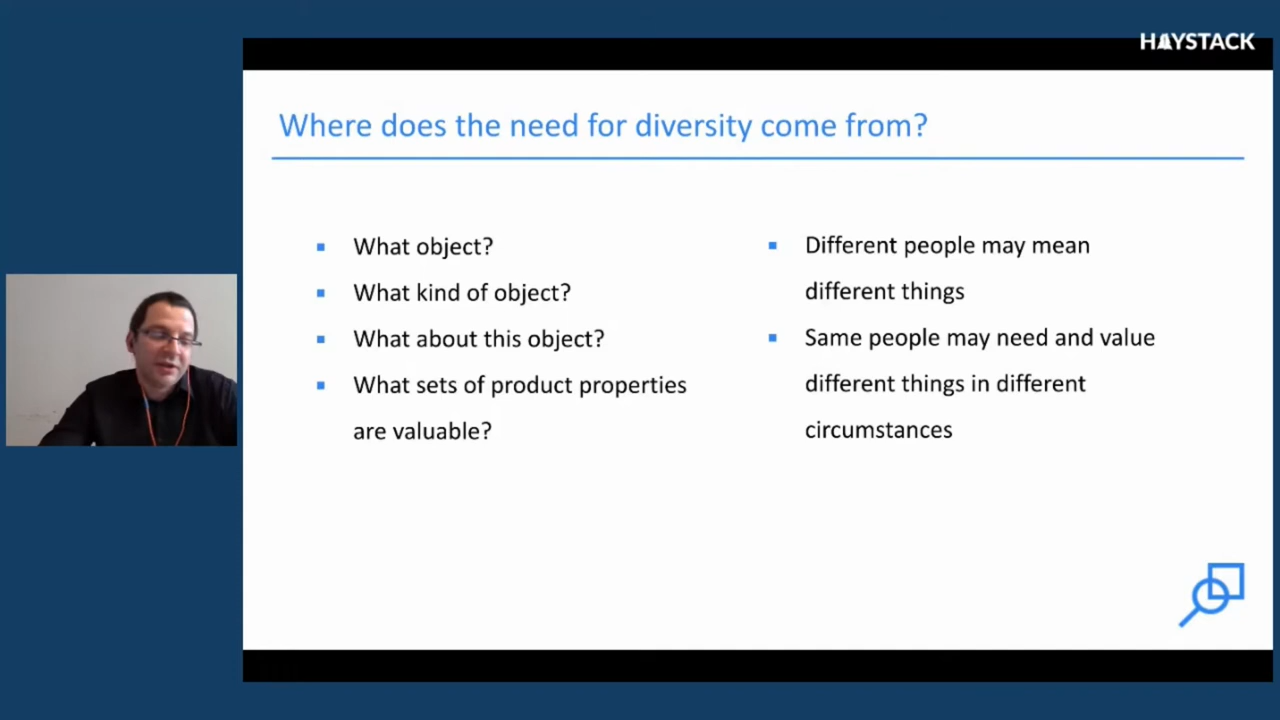 HAYSTACK
Where does the need for diversity come from?
What object?
What kind of object?
What about this object?
What sets of product properties
are valuable?
Different people may mean
different things
Same people may need and value
different things in different
circumstances